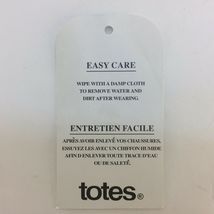 EASY CARE
WIPE WITH A DAMP CLOTH
TO REMOVE WATER AND
DIRT AFTER WEARING.
ENTRETIEN FACILE
APRÈS AVOIR ENLEVÉ VOS CHAUSSURES,
ESSUYEZ LES AVEC UN CHIFFON HUMIDE
AFIN D'ENLEVER TOUTE TRACE D'EAU
OU DE SALETÉ.
totes®